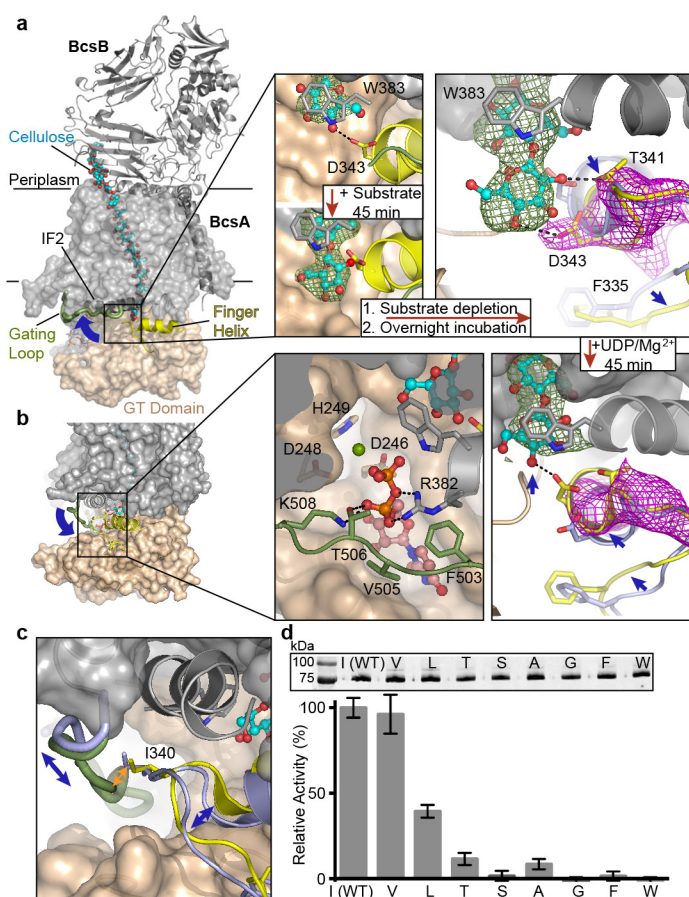 a
BcsB
Cellulose
Periplasm
BcsA
IF2
Gating
Loop
Finger
Helix
GT Domain
W383
D343
+ Substrate
45 min
W383
T341
D343
F335
1. Substrate depletion
2. Overnight incubation
+UDP/Mg²⁺
45 min
b
H249
D248
D246
R382
K508
T506
V505
F503
c
I340
d
kDa
100
75
I (WT) V L T S A G F W
Relative Activity (%)
100
50
0
I (WT) V L T S A G F W